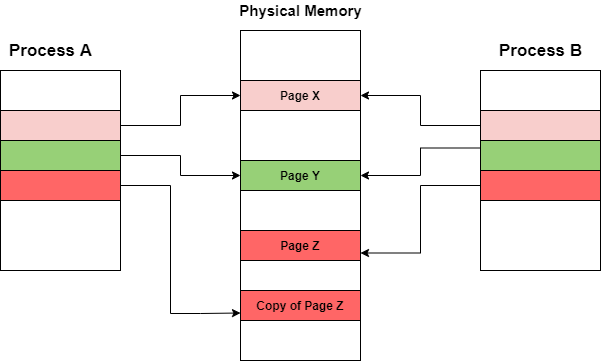 Physical Memory
Process A
Process B
Page X
Page Y
Page Z
Copy of Page Z